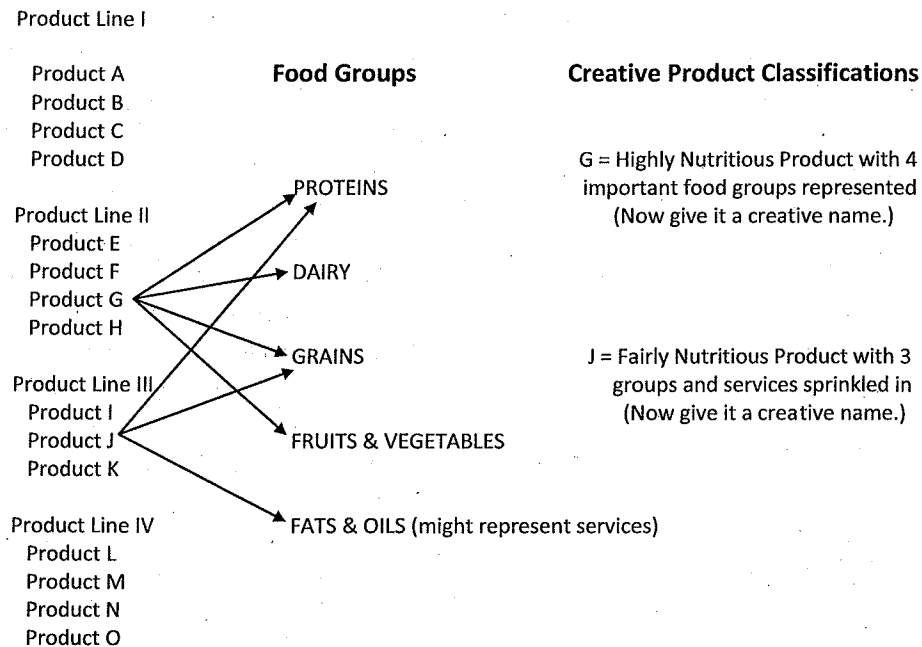 Product Line I
Product A
Product B
Product C
Product D
Product Line II
Product E
Product F
Product G
Product H
Product Line III
Product I
Product J
Product K
Product Line IV
Product L
Product M
Product N
Product O
Food Groups
PROTEINS
DAIRY
GRAINS
FRUITS & VEGETABLES
FATS & OILS (might represent services)
Creative Product Classifications
G = Highly Nutritious Product with 4
important food groups represented
(Now give it a creative name.)
J = Fairly Nutritious Product with 3
groups and services sprinkled in
(Now give it a creative name.)